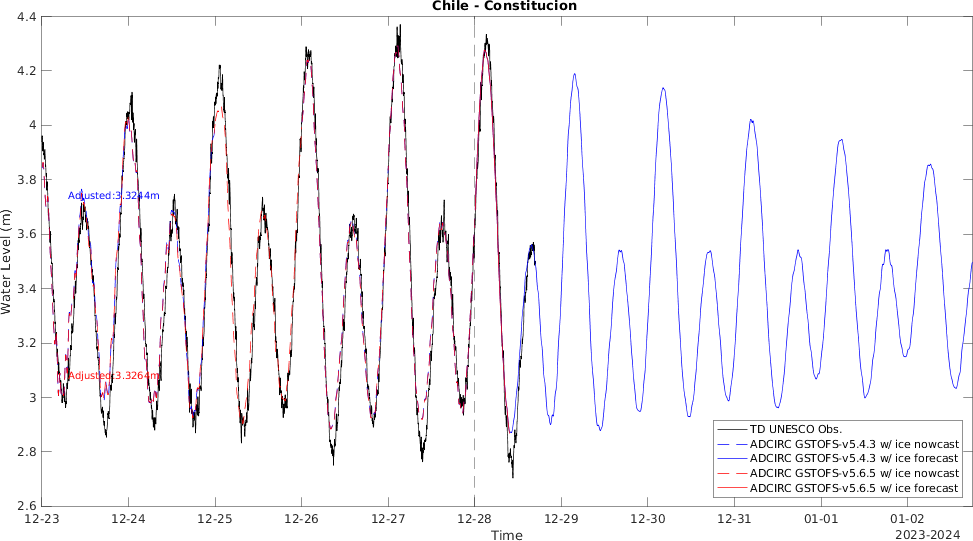 Chile - Constitucion
4.4
4.2
4
3.8
3.6
3.4
3.2
3
2.8
2.6
Water Level (m)
Adjusted:3.3244m
Adjusted:3.3264m
TD UNESCO Obs.
ADCIRC GSTOFS-v5.4.3 w/ ice nowcast
ADCIRC GSTOFS-v5.4.3 w/ ice forecast
ADCIRC GSTOFS-v5.6.5 w/ ice nowcast
ADCIRC GSTOFS-v5.6.5 w/ ice forecast
12-23 12-24 12-25 12-26 12-27 12-28 12-29 12-30 12-31 01-01 01-02
Time
2023-2024